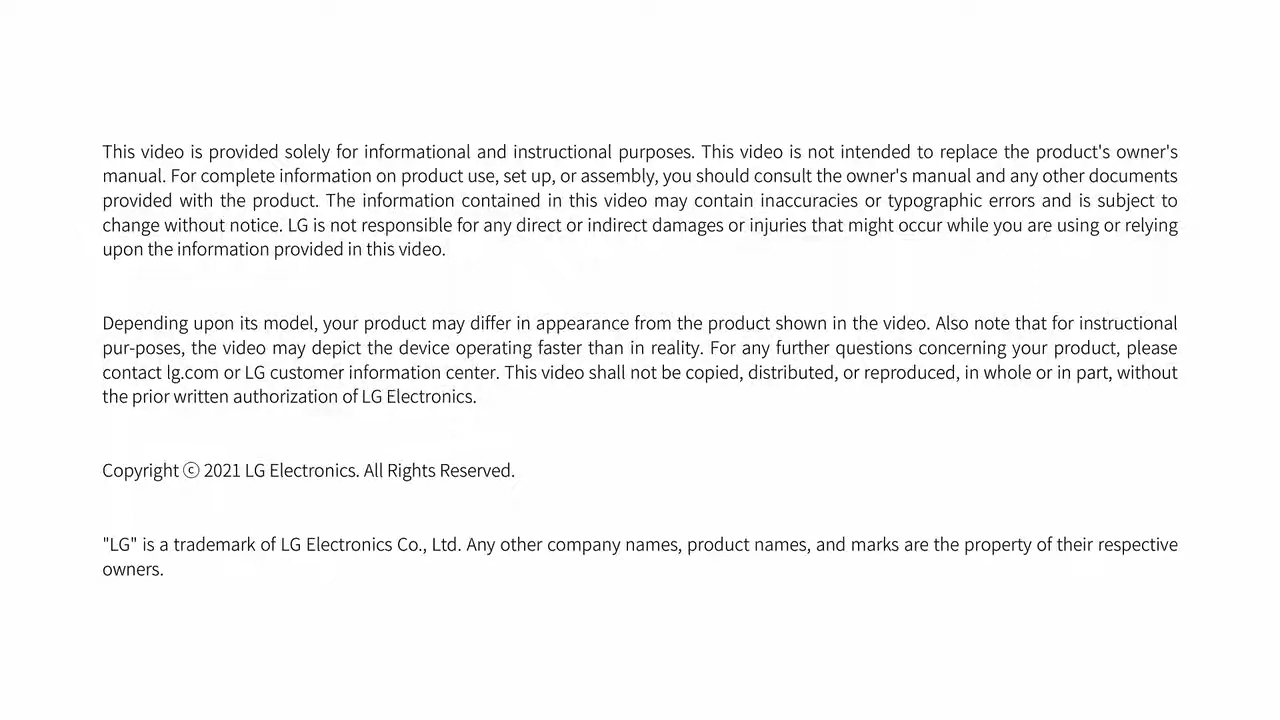 This video is provided solely for informational and instructional purposes. This video is not intended to replace the product's owner's
manual. For complete information on product use, set up, or assembly, you should consult the owner's manual and any other documents
provided with the product. The information contained in this video may contain inaccuracies or typographic errors and is subject to
change without notice. LG is not responsible for any direct or indirect damages or injuries that might occur while you are using or relying
upon the information provided in this video.
Depending upon its model, your product may differ in appearance from the product shown in the video. Also note that for instructional
pur-poses, the video may depict the device operating faster than in reality. For any further questions concerning your product, please
contact lg.com or LG customer information center. This video shall not be copied, distributed, or reproduced, in whole or in part, without
the prior written authorization of LG Electronics.
Copyright ⓒ 2021 LG Electronics. All Rights Reserved.
"LG" is a trademark of LG Electronics Co., Ltd. Any other company names, product names, and marks are the property of their respective
owners.